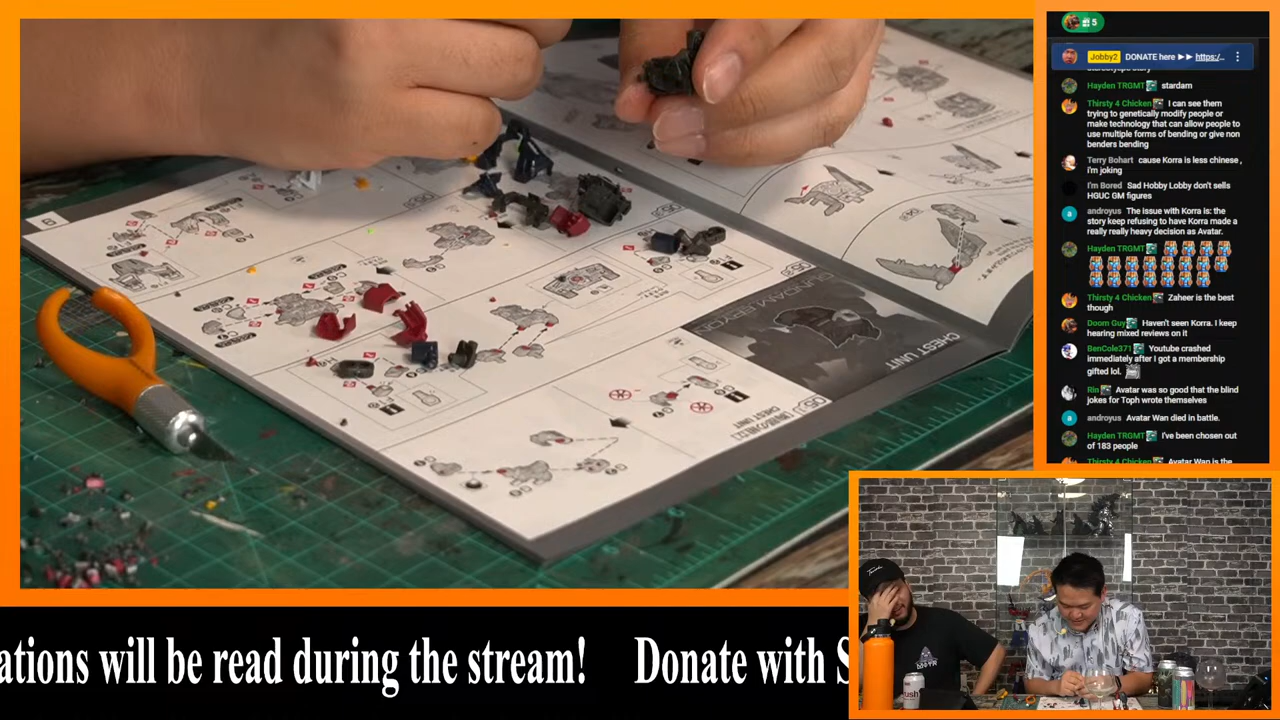 5
Jobby2 DONATE here ►► https:/...
Hayden TRGMT stardam
Thirsty 4 Chicken I can see them
trying to genetically modify people or
make technology that can allow people to
use multiple forms of bending or give non
benders bending
Terry Bohart cause Korra is less chinese ,
i'm joking
I'm Bored Sad Hobby Lobby don't sells
HGUC GM figures
androyus The issue with Korra is: the
story keep refusing to have Korra made a
really really heavy decision as Avatar.
Hayden TRGMT
Thirsty 4 Chicken Zaheer is the best
though
Doom Guy Haven't seen Korra. I keep
hearing mixed reviews on it
BenCole371 Youtube crashed
immediately after I got a membership
gifted lol.
Rin Avatar was so good that the blind
jokes for Toph wrote themselves
androyus Avatar Wan died in battle.
Hayden TRGMT I've been chosen out
of 183 people
Thirsty 4 Chicken Avatar Wan is the
CHEST UNIT
CHEST UNIT
ations will be read during the stream! Donate with S